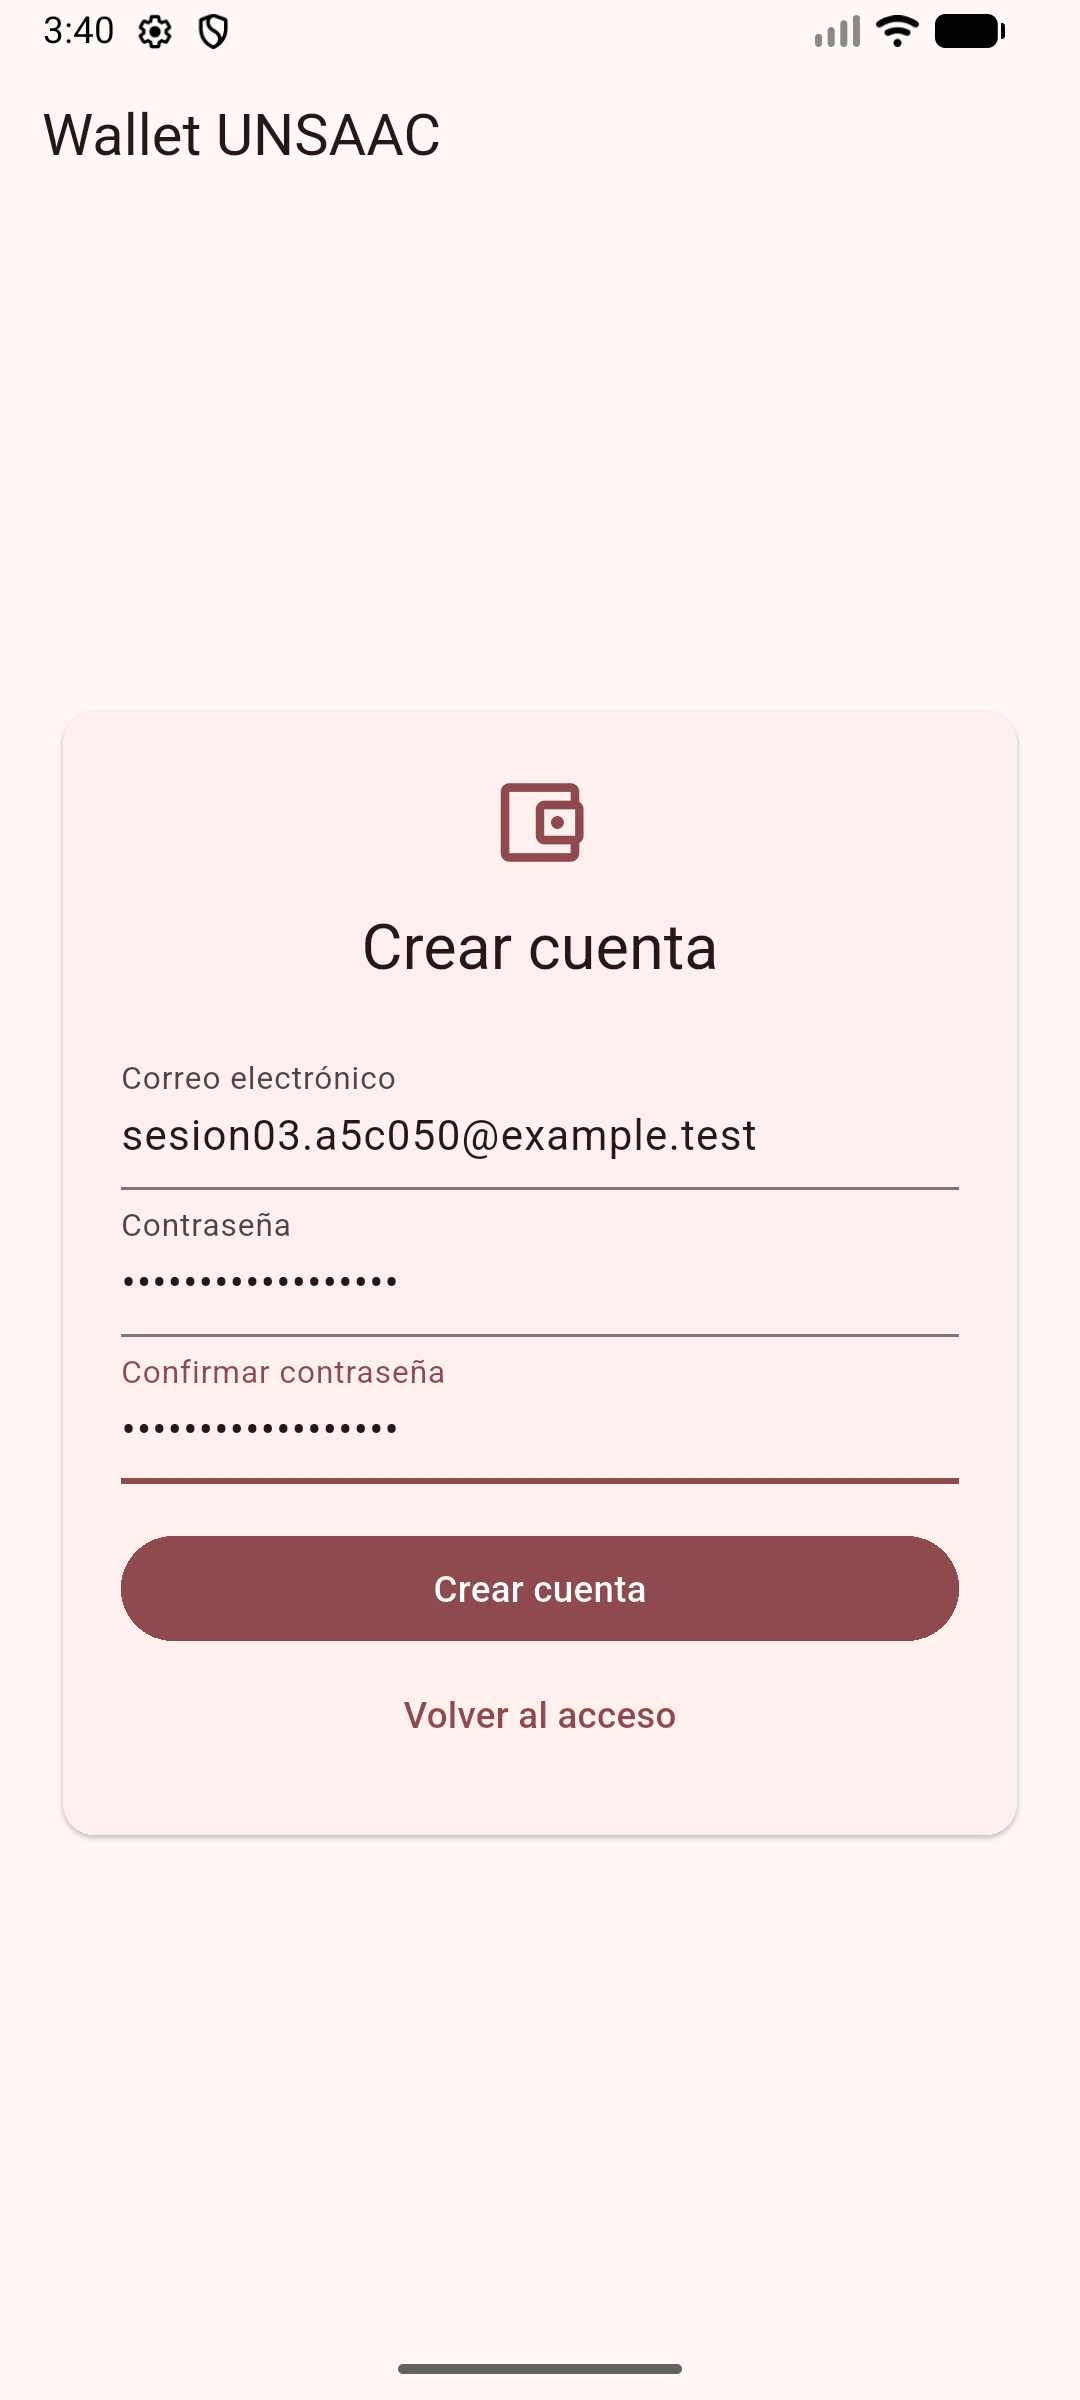 3:40
Wallet UNSAAC
Crear cuenta
Correo electrónico
sesion03.a5c050@example.test
Contraseña
••••••••••••••••••
Confirmar contraseña
••••••••••••••••••
Crear cuenta
Volver al acceso